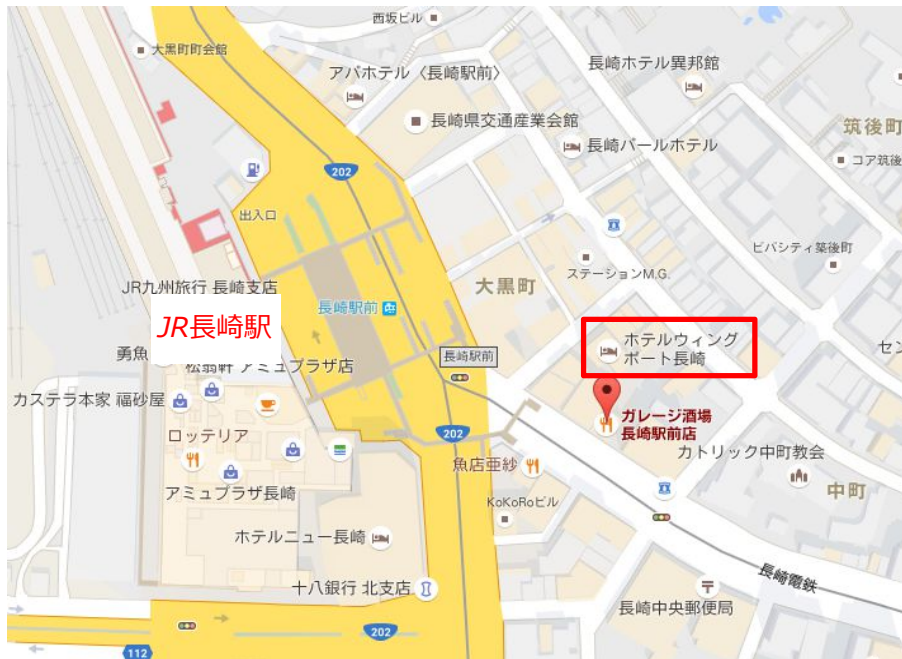 西坂ビル
大黒町町会館
アパホテル〈長崎駅前〉
長崎ホテル異邦館
長崎県交通産業会館
筑後町
長崎パールホテル
コア筑後
202
出入口
ビバシティ筑後町
ステーションM.G.
大黒町
JR九州旅行 長崎支店
長崎駅前
JR長崎駅
ホテルウィング
ポート長崎
長崎駅前
勇魚
セン
松翁軒 アミュプラザ店
カステラ本家 福砂屋
ガレージ酒場
長崎駅前店
ロッテリア
202
カトリック中町教会
魚店亜紗
アミュプラザ長崎
中町
KoKoRoビル
ホテルニュー長崎
長崎電鉄
十八銀行 北支店
長崎中央郵便局
202
112